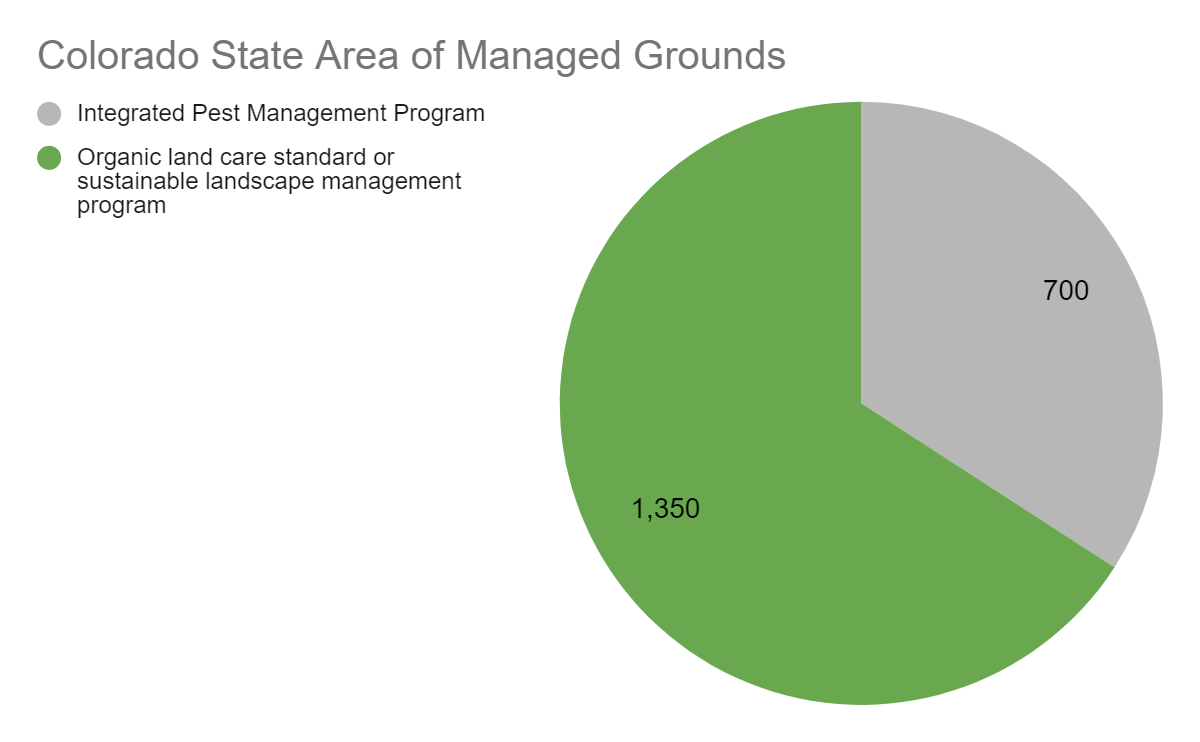 Colorado State Area of Managed Grounds
Integrated Pest Management Program
Organic land care standard or
sustainable landscape management
program
700
1,350